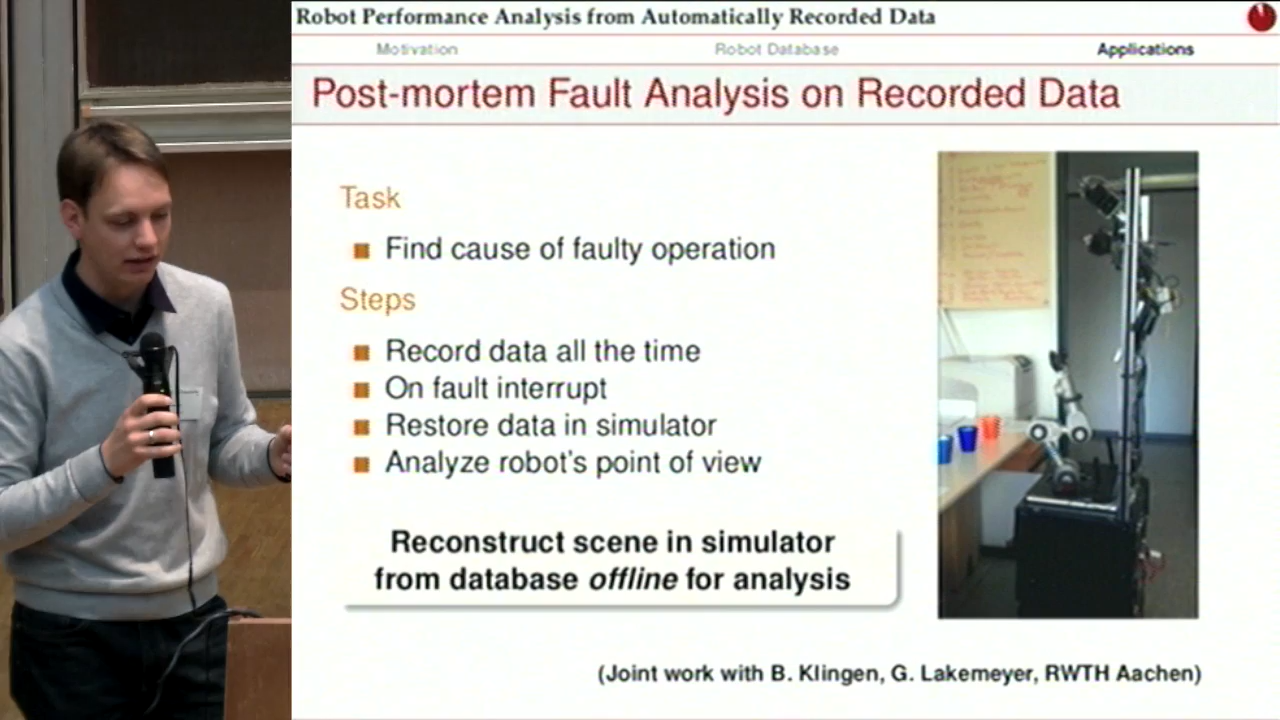 Robot Performance Analysis from Automatically Recorded Data
Motivation Robot Database Applications
Post-mortem Fault Analysis on Recorded Data
Task
Find cause of faulty operation
Steps
Record data all the time
On fault interrupt
Restore data in simulator
Analyze robot's point of view
Reconstruct scene in simulator
from database offline for analysis
(Joint work with B. Klingen, G. Lakemeyer, RWTH Aachen)